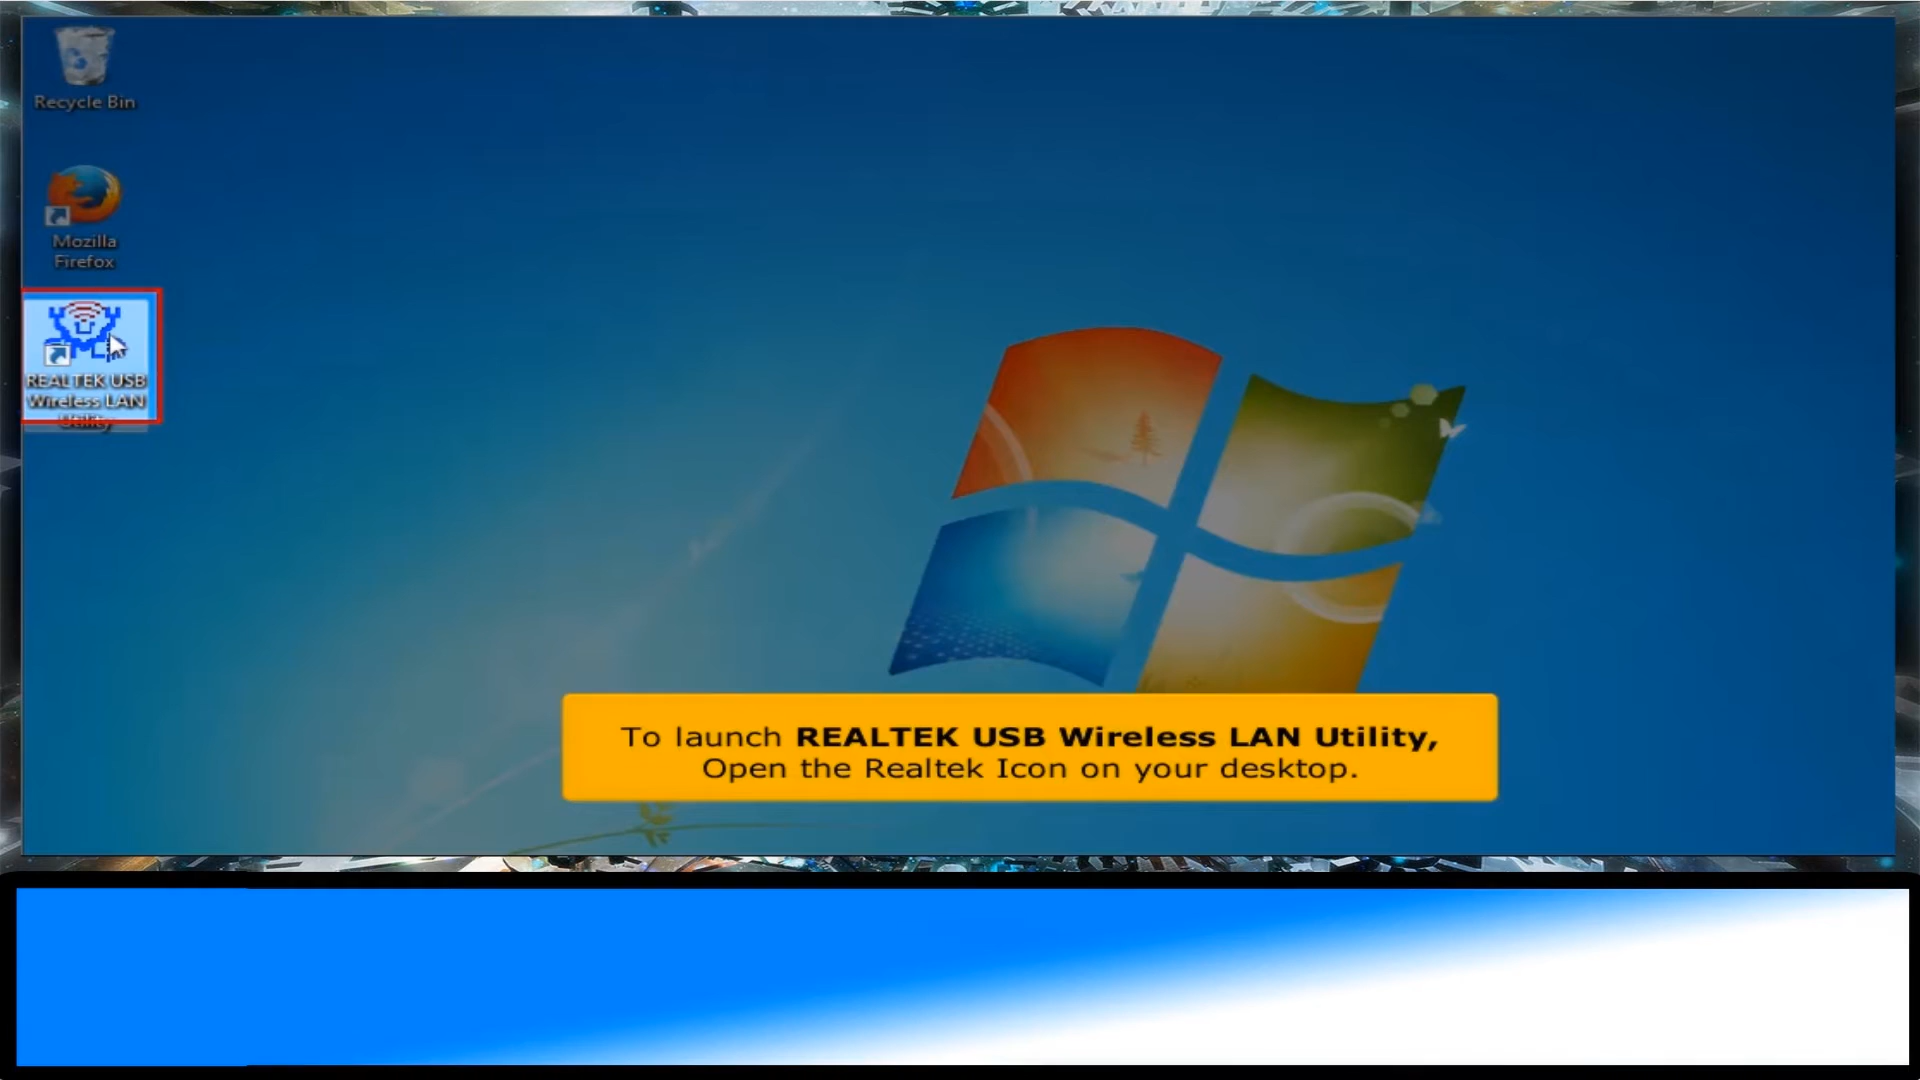 Recycle Bin
Mozilla
Firefox
REALTEK USB
Wireless LAN
Utility
To launch REALTEK USB Wireless LAN Utility,
Open the Realtek Icon on your desktop.